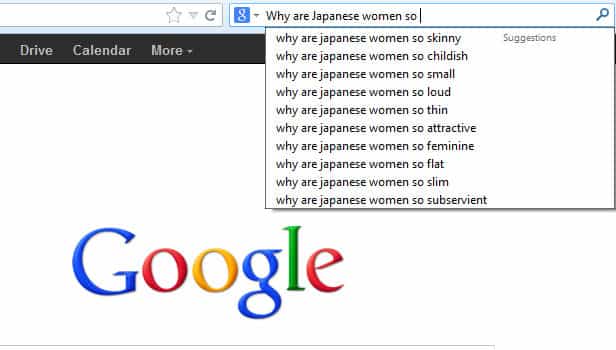 Why are Japanese women so
Drive Calendar More
why are japanese women so skinny Suggestions
why are japanese women so childish
why are japanese women so small
why are japanese women so loud
why are japanese women so thin
why are japanese women so attractive
why are japanese women so feminine
why are japanese women so flat
why are japanese women so slim
why are japanese women so subservient
Google